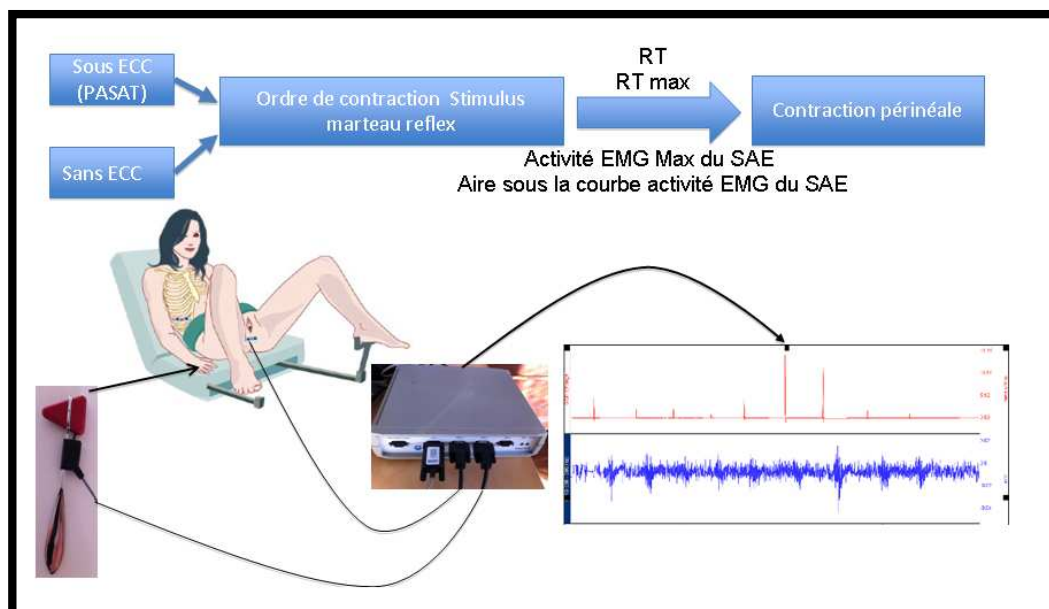 Sous ECC
(PASAT)
Sans ECC
Ordre de contraction Stimulus
marteau reflex
RT
RT max
Activité EMG Max du SAE
Aire sous la courbe activité EMG du SAE
Contraction périnéale